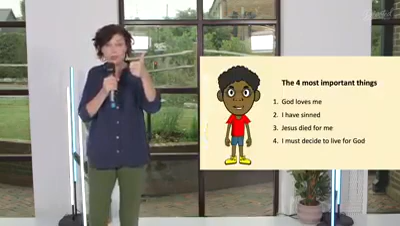 The 4 most important things
1. God loves me
2. I have sinned
3. Jesus died for me
4. I must decide to live for God